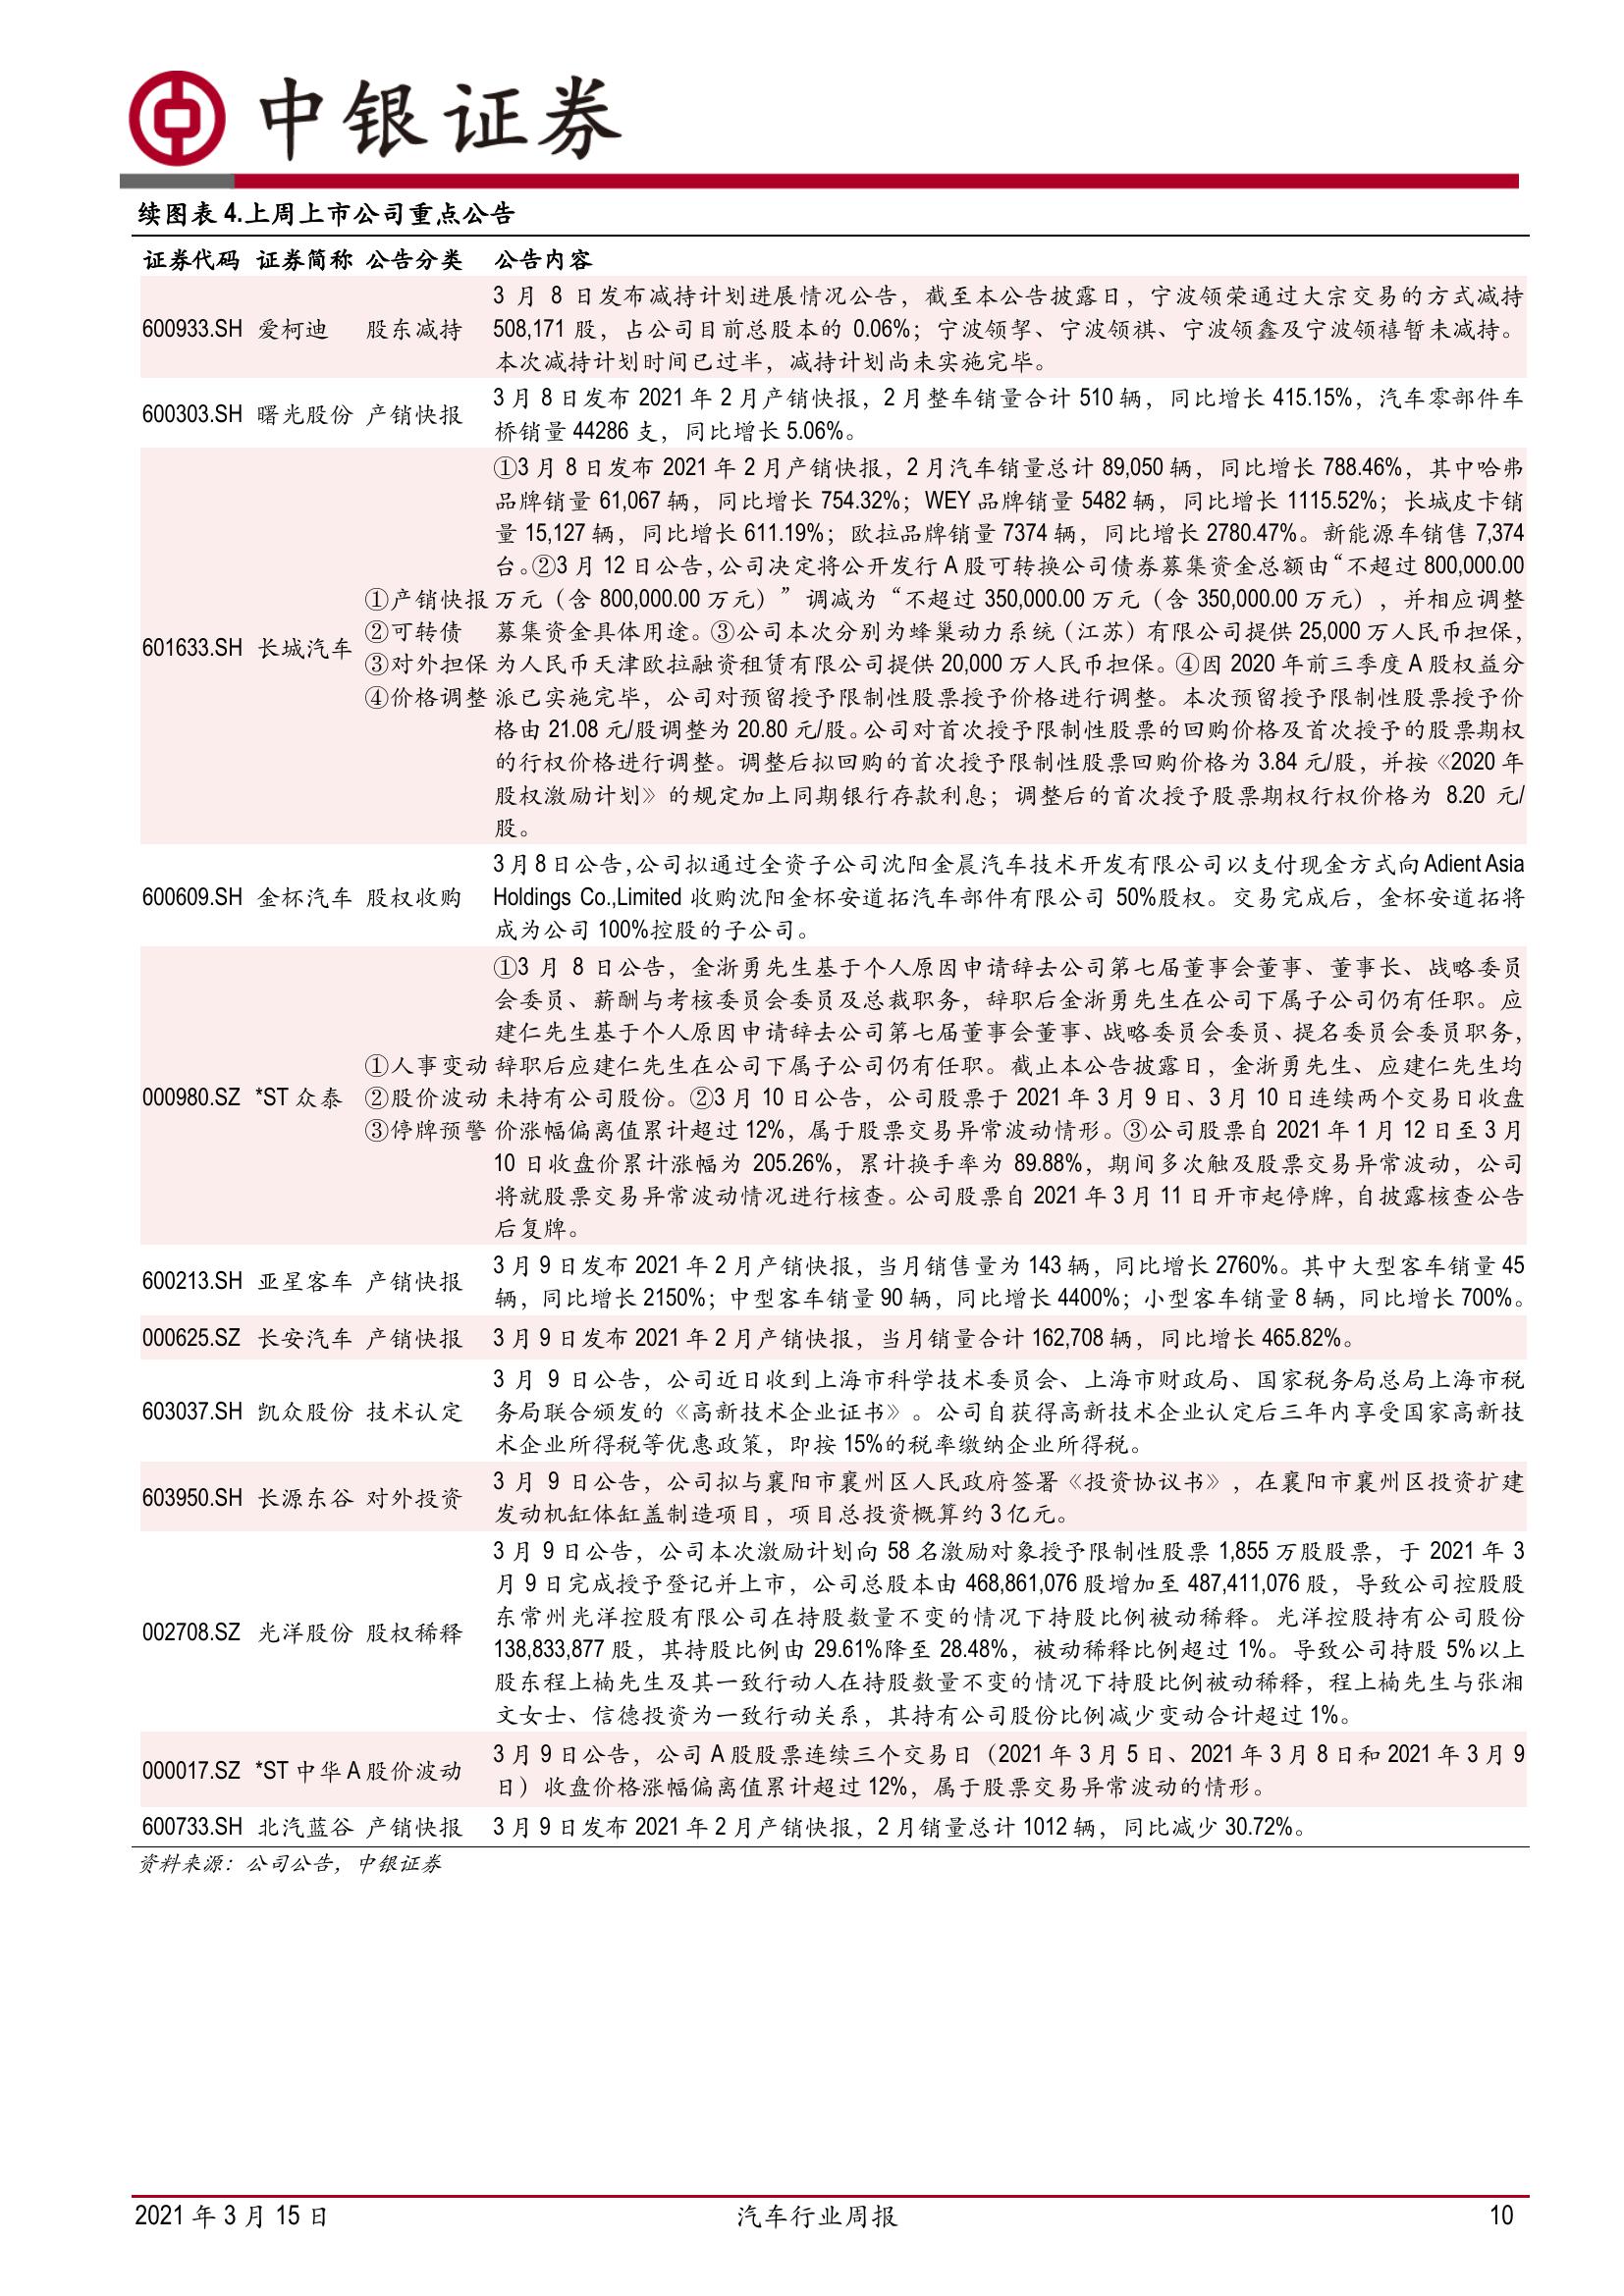 中银证券
续图表 4.上周上市公司重点公告
证券代码 证券简称 公告分类 公告内容
600933.SH 爱柯迪 股东减持
3 月 8 日发布减持计划进展情况公告，截至本公告披露日，宁波领荣通过大宗交易的方式减持
508,171 股，占公司目前总股本的 0.06%；宁波领挈、宁波领祺、宁波领鑫及宁波领禧暂未减持。
本次减持计划时间已过半，减持计划尚未实施完毕。
600303.SH 曙光股份 产销快报
3 月 8 日发布 2021 年 2 月产销快报，2 月整车销量合计 510 辆，同比增长 415.15%，汽车零部件车
桥销量 44286 支，同比增长 5.06%。
601633.SH 长城汽车
①产销快报
②可转债
③对外担保
④价格调整
①3 月 8 日发布 2021 年 2 月产销快报，2 月汽车销量总计 89,050 辆，同比增长 788.46%，其中哈弗
品牌销量 61,067 辆，同比增长 754.32%；WEY 品牌销量 5482 辆，同比增长 1115.52%；长城皮卡销
量 15,127 辆，同比增长 611.19%；欧拉品牌销量 7374 辆，同比增长 2780.47%。新能源车销售 7,374
台。②3 月 12 日公告，公司决定将公开发行 A 股可转换公司债券募集资金总额由“不超过 800,000.00
万元（含 800,000.00 万元）” 调减为 “不超过 350,000.00 万元（含 350,000.00 万元），并相应调整
募集资金具体用途。③公司本次分别为蜂巢动力系统（江苏）有限公司提供 25,000 万人民币担保，
为人民币天津欧拉融资租赁有限公司提供 20,000 万人民币担保。④因 2020 年前三季度 A 股权益分
派已实施完毕，公司对预留授予限制性股票授予价格进行调整。本次预留授予限制性股票授予价
格由 21.08 元/股调整为 20.80 元/股。公司对首次授予限制性股票的回购价格及首次授予的股票期权
的行权价格进行调整。调整后拟回购的首次授予限制性股票回购价格为 3.84 元/股，并按《2020 年
股权激励计划》的规定加上同期银行存款利息；调整后的首次授予股票期权行权价格为 8.20 元/
股。
600609.SH 金杯汽车 股权收购
3 月 8 日公告，公司拟通过全资子公司沈阳金晨汽车技术开发有限公司以支付现金方式向 Adient Asia
Holdings Co.,Limited 收购沈阳金杯安道拓汽车部件有限公司 50%股权。交易完成后，金杯安道拓将
成为公司 100%控股的子公司。
000980.SZ *ST 众泰
①人事变动
②股价波动
③停牌预警
①3 月 8 日公告，金浙勇先生基于个人原因申请辞去公司第七届董事会董事、董事长、战略委员
会委员、薪酬与考核委员会委员及总裁职务，辞职后金浙勇先生在公司下属子公司仍有任职。应
建仁先生基于个人原因申请辞去公司第七届董事会董事、战略委员会委员、提名委员会委员职务，
辞职后应建仁先生在公司下属子公司仍有任职。截止本公告披露日，金浙勇先生、应建仁先生均
未持有公司股份。②3 月 10 日公告，公司股票于 2021 年 3 月 9 日、3 月 10 日连续两个交易日收盘
价涨幅偏离值累计超过 12%，属于股票交易异常波动情形。③公司股票自 2021 年 1 月 12 日至 3 月
10 日收盘价累计涨幅为 205.26%，累计换手率为 89.88%，期间多次触及股票交易异常波动，公司
将就股票交易异常波动情况进行核查。公司股票自 2021 年 3 月 11 日开市起停牌，自披露核查公告
后复牌。
600213.SH 亚星客车 产销快报
3 月 9 日发布 2021 年 2 月产销快报，当月销售量为 143 辆，同比增长 2760%。其中大型客车销量 45
辆，同比增长 2150%；中型客车销量 90 辆，同比增长 4400%；小型客车销量 8 辆，同比增长 700%。
000625.SZ 长安汽车 产销快报 3 月 9 日发布 2021 年 2 月产销快报，当月销量合计 162,708 辆，同比增长 465.82%。
603037.SH 凯众股份 技术认定
3 月 9 日公告，公司近日收到上海市科学技术委员会、上海市财政局、国家税务局总局上海市税
务局联合颁发的《高新技术企业证书》。公司自获得高新技术企业认定后三年内享受国家高新技
术企业所得税等优惠政策，即按 15%的税率缴纳企业所得税。
603950.SH 长源东谷 对外投资
3 月 9 日公告，公司拟与襄阳市襄州区人民政府签署《投资协议书》，在襄阳市襄州区投资扩建
发动机缸体缸盖制造项目，项目总投资概算约 3 亿元。
002708.SZ 光洋股份 股权稀释
3 月 9 日公告，公司本次激励计划向 58 名激励对象授予限制性股票 1,855 万股股票，于 2021 年 3
月 9 日完成授予登记并上市，公司总股本由 468,861,076 股增加至 487,411,076 股，导致公司控股股
东常州光洋控股有限公司在持股数量不变的情况下持股比例被动稀释。光洋控股持有公司股份
138,833,877 股，其持股比例由 29.61%降至 28.48%，被动稀释比例超过 1%。导致公司持股 5%以上
股东程上楠先生及其一致行动人在持股数量不变的情况下持股比例被动稀释，程上楠先生与张湘
文女士、信德投资为一致行动关系，其持有公司股份比例减少变动合计超过 1%。
000017.SZ *ST 中华 A 股价波动
3 月 9 日公告，公司 A 股股票连续三个交易日（2021 年 3 月 5 日、2021 年 3 月 8 日和 2021 年 3 月 9
日）收盘价格涨幅偏离值累计超过 12%，属于股票交易异常波动的情形。
600733.SH 北汽蓝谷 产销快报 3 月 9 日发布 2021 年 2 月产销快报，2 月销量总计 1012 辆，同比减少 30.72%。
资料来源：公司公告，中银证券
2021 年 3 月 15 日 汽车行业周报 10